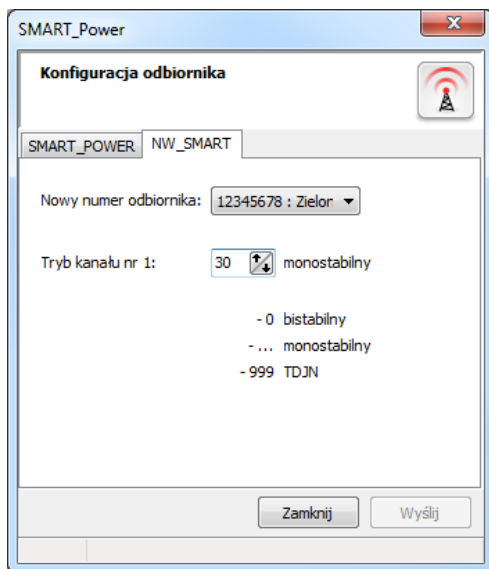 SMART_Power
Konfiguracja odbiornika
SMART_POWER NW_SMART
Nowy numer odbiornika: 12345678 : Zielor
Tryb kanału nr 1: 30 monostabilny
- 0 bistabilny
- ... monostabilny
- 999 TDJN
Zamknij Wyślij